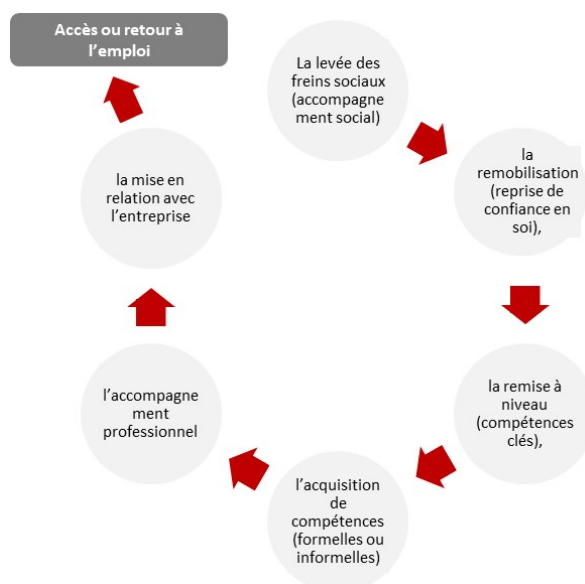 Accès ou retour à
l’emploi
La levée des
freins sociaux
(accompagne
ment social)
la
remobilisation
(reprise de
confiance en
soi),
la remise à
niveau
(compétences
clés),
l’acquisition
de
compétences
(formelles ou
informelles)
l’accompagne
ment
professionnel
la mise en
relation avec
l’entreprise